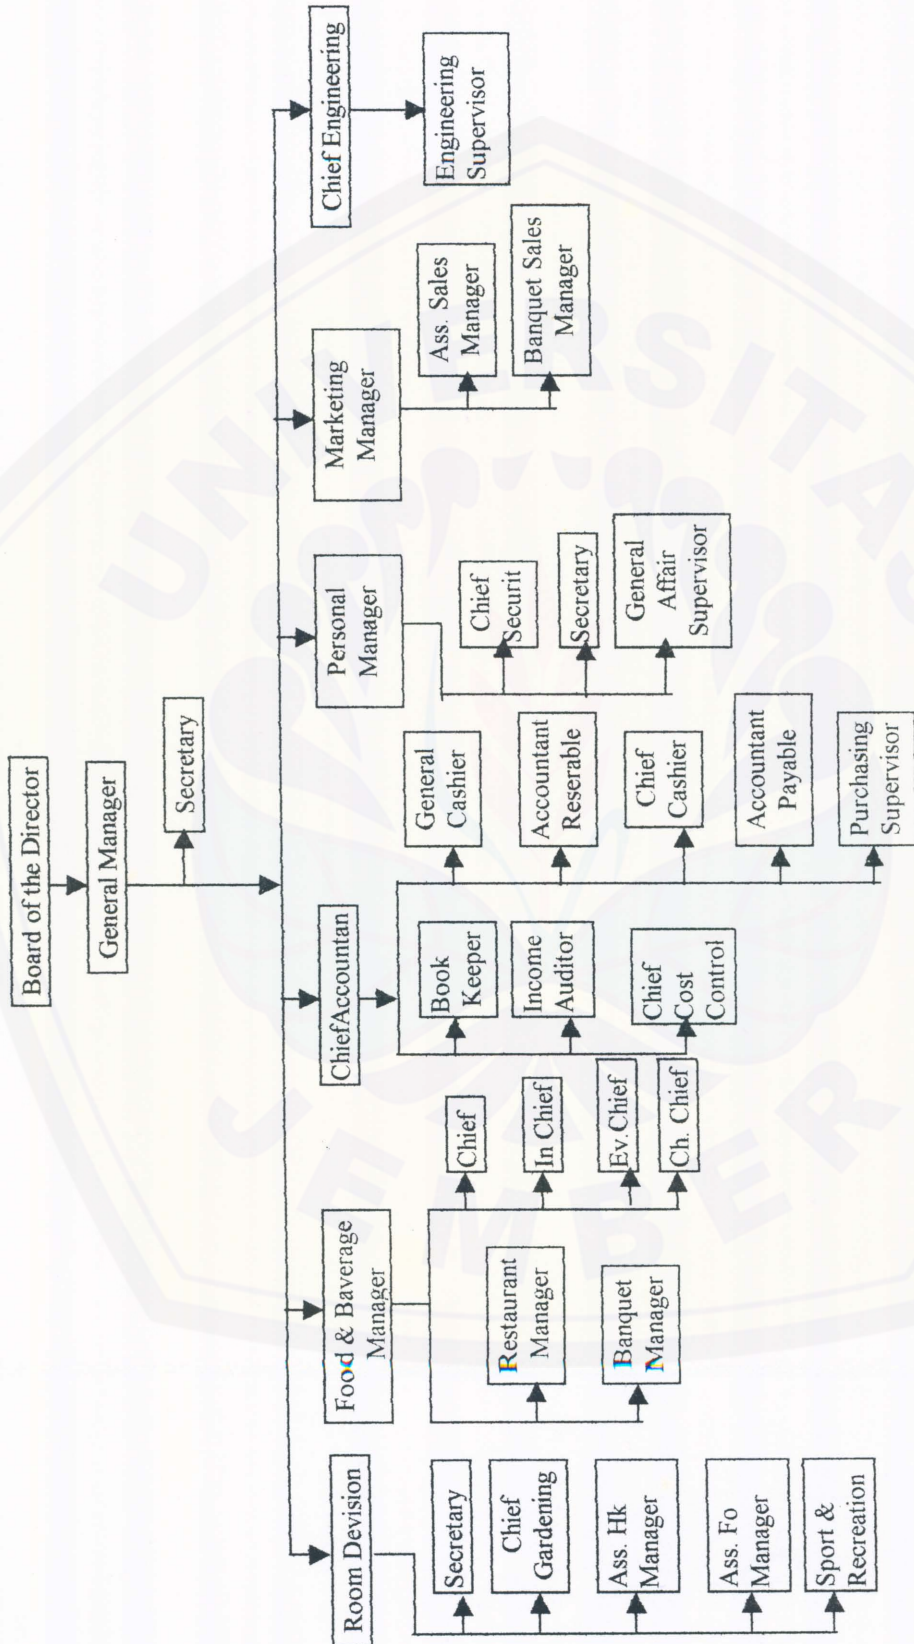 Board of the Director
General Manager
Secretary
Room Devision
Food & Baverage
Manager
ChiefAccountan
Personal
Manager
Marketing
Manager
Chief Engineering
Secretary
Chief
Gardening
Ass. Hk
Manager
Ass. Fo
Manager
Sport &
Recreation
Restaurant
Manager
Banquet
Manager
Chief
In Chief
Ev.Chief
Ch. Chief
Book
Keeper
Income
Auditor
Chief
Cost
Control
General
Cashier
Accountant
Reserable
Chief
Cashier
Accountant
Payable
Purchasing
Supervisor
Chief
Securit
Secretary
General
Affair
Supervisor
Ass. Sales
Manager
Banquet Sales
Manager
Engineering
Supervisor
UNIVERSITAS
JEMBER